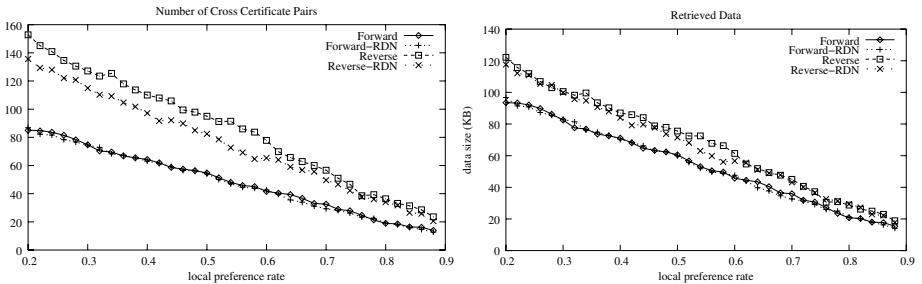 Number of Cross Certificate Pairs
160
140
120
100
80
60
40
20
0
Forward
Forward-RDN
Reverse
Reverse-RDN
0.2 0.3 0.4 0.5 0.6 0.7 0.8 0.9
local preference rate
Retrieved Data
data size (KB)
140
120
100
80
60
40
20
0
Forward
Forward-RDN
Reverse
Reverse-RDN
0.2 0.3 0.4 0.5 0.6 0.7 0.8 0.9
local preference rate